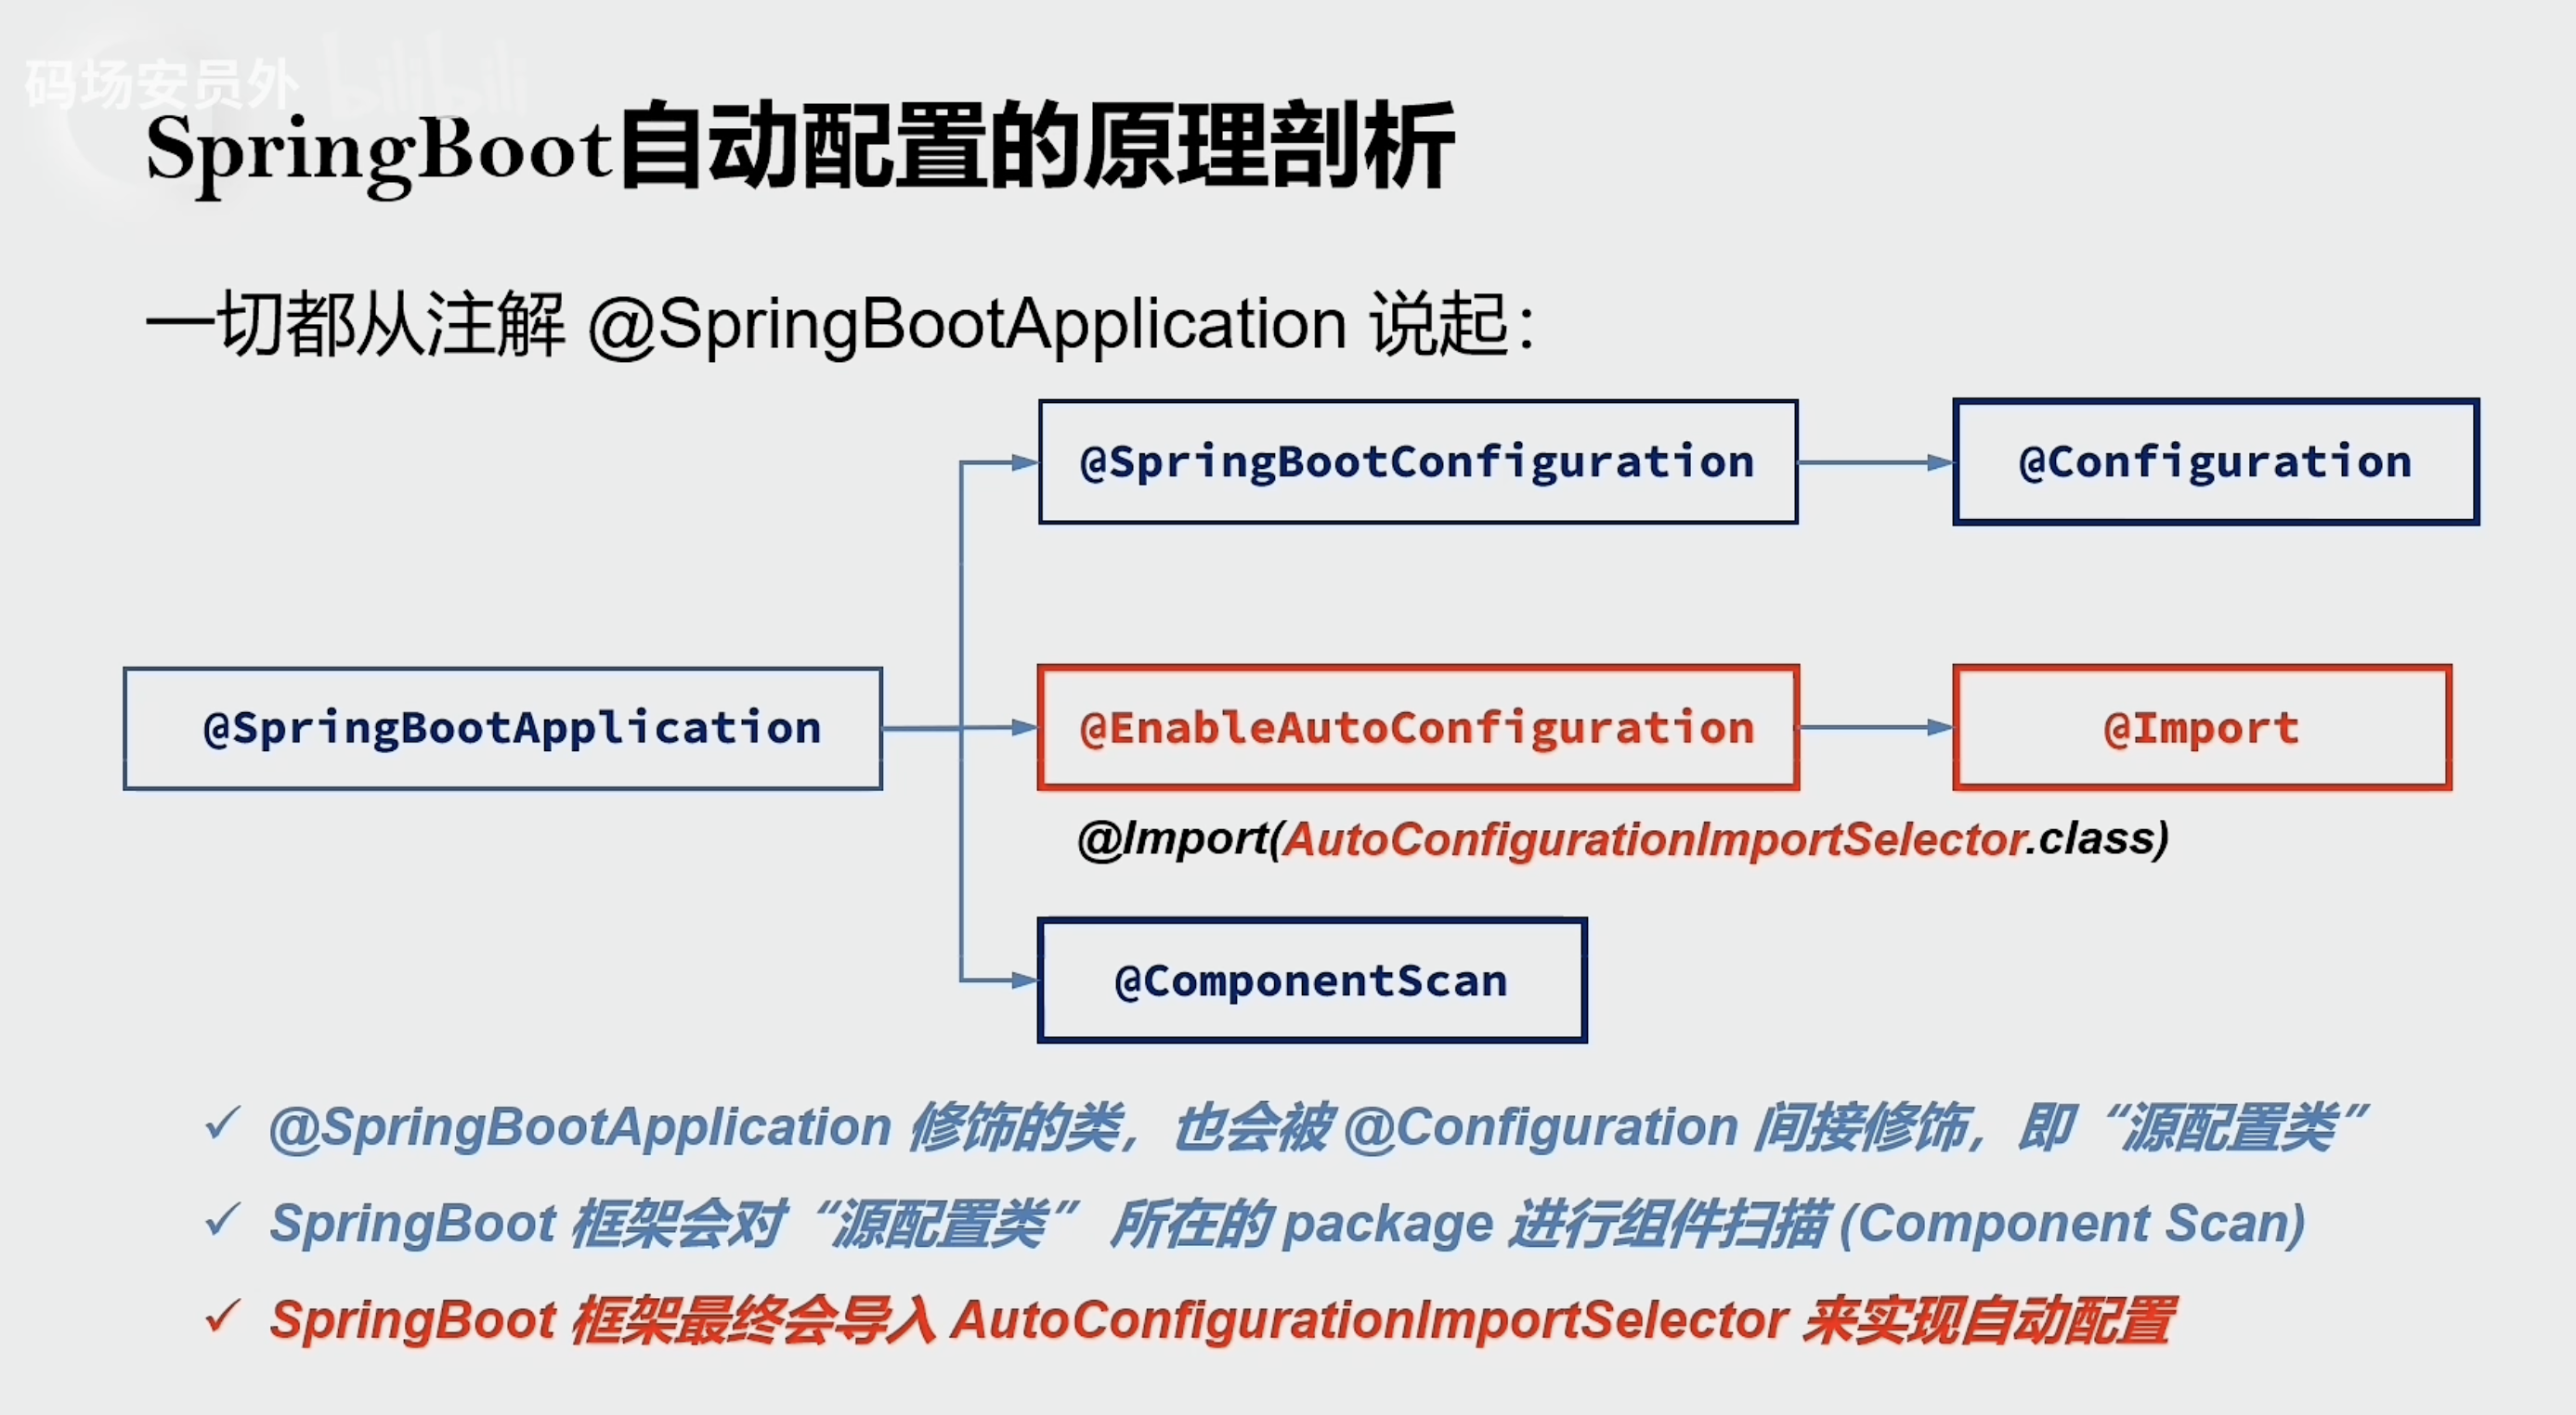 码场安员外 bilibili
SpringBoot自动配置的原理剖析
一切都从注解 @SpringBootApplication 说起：
@SpringBootConfiguration
@Configuration
@SpringBootApplication
@EnableAutoConfiguration
@Import
@Import(AutoConfigurationImportSelector.class)
@ComponentScan
✓ @SpringBootApplication 修饰的类，也会被 @Configuration 间接修饰，即“源配置类”
✓ SpringBoot 框架会对“源配置类” 所在的 package 进行组件扫描 (Component Scan)
✓ SpringBoot 框架最终会导入 AutoConfigurationImportSelector 来实现自动配置